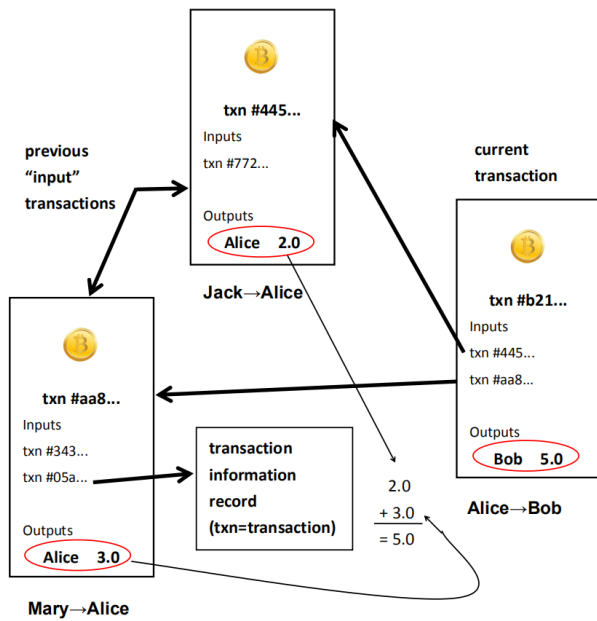 previous
“input”
transactions
txn #445...
Inputs
txn #772...
Outputs
Alice 2.0
Jack→Alice
current
transaction
txn #b21...
Inputs
txn #445...
txn #aa8...
Outputs
Bob 5.0
Alice→Bob
txn #aa8...
Inputs
txn #343...
txn #05a...
Outputs
Alice 3.0
Mary→Alice
transaction
information
record
(txn=transaction)
2.0
+ 3.0
= 5.0